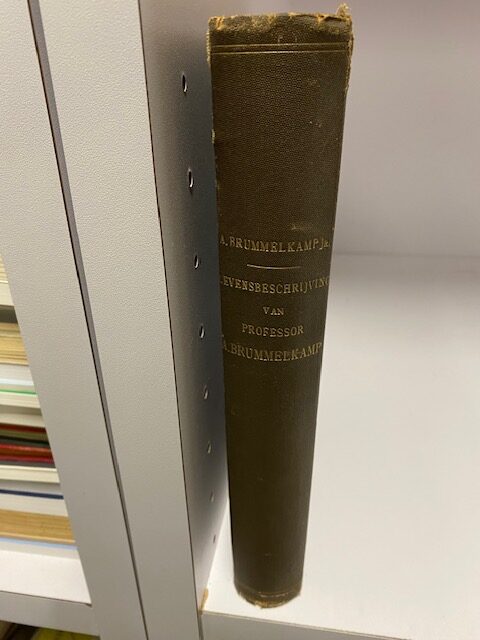 A. BRUMMELKAMP Jr.
LEVENSBESCHRIJVING
VAN
PROFESSOR
A. BRUMMELKAMP